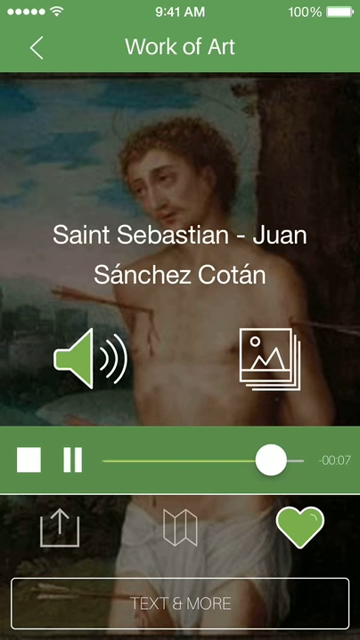 9:41 AM
100%
Work of Art
Saint Sebastian - Juan
Sánchez Cotán
-00:07
TEXT & MORE